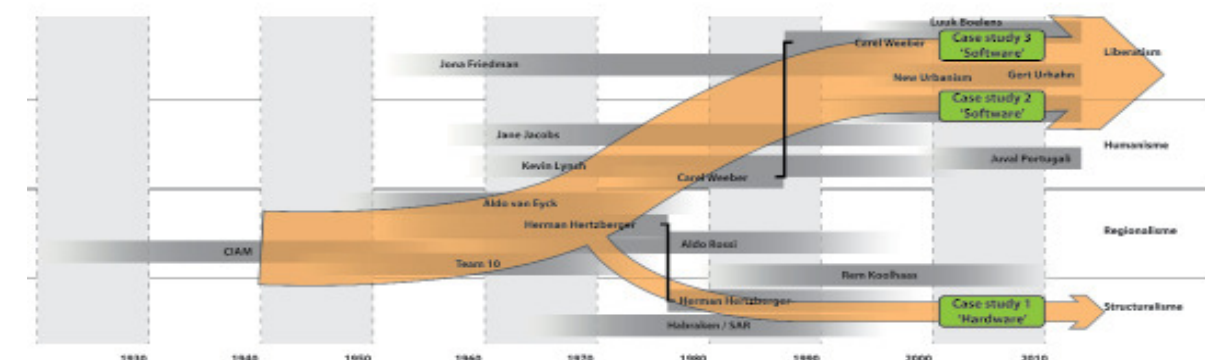 Luuk Boelens
Carel Weeber
Case study 3
'Software'
Liberatism
Jona Friedman
New Urbanism
Gert Urhahn
Case study 2
'Software'
Jane Jacobs
Humanisme
Kevin Lynch
Juval Portugali
Carel Weeber
Aldo van Eyck
Herman Hertzberger
Regionalisme
CIAM
Aldo Rossi
Team 10
Rem Koolhaas
Herman Hertzberger
Case study 1
'Hardware'
Structuralisme
Habraken / SAR
1930 1940 1950 1960 1970 1980 1990 2000 2010